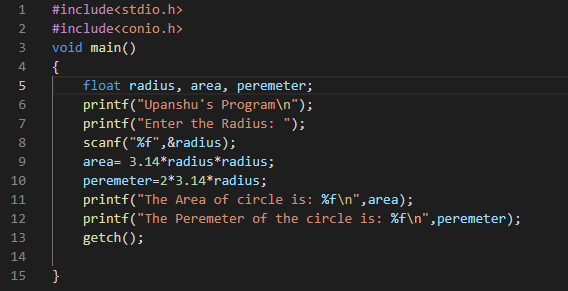 1 #include<stdio.h>
2 #include<conio.h>
3 void main()
4 {
5 float radius, area, peremeter;
6 printf("Upanshu's Program\n");
7 printf("Enter the Radius: ");
8 scanf("%f",&radius);
9 area= 3.14*radius*radius;
10 peremeter=2*3.14*radius;
11 printf("The Area of circle is: %f\n",area);
12 printf("The Peremeter of the circle is: %f\n",peremeter);
13 getch();
14
15 }